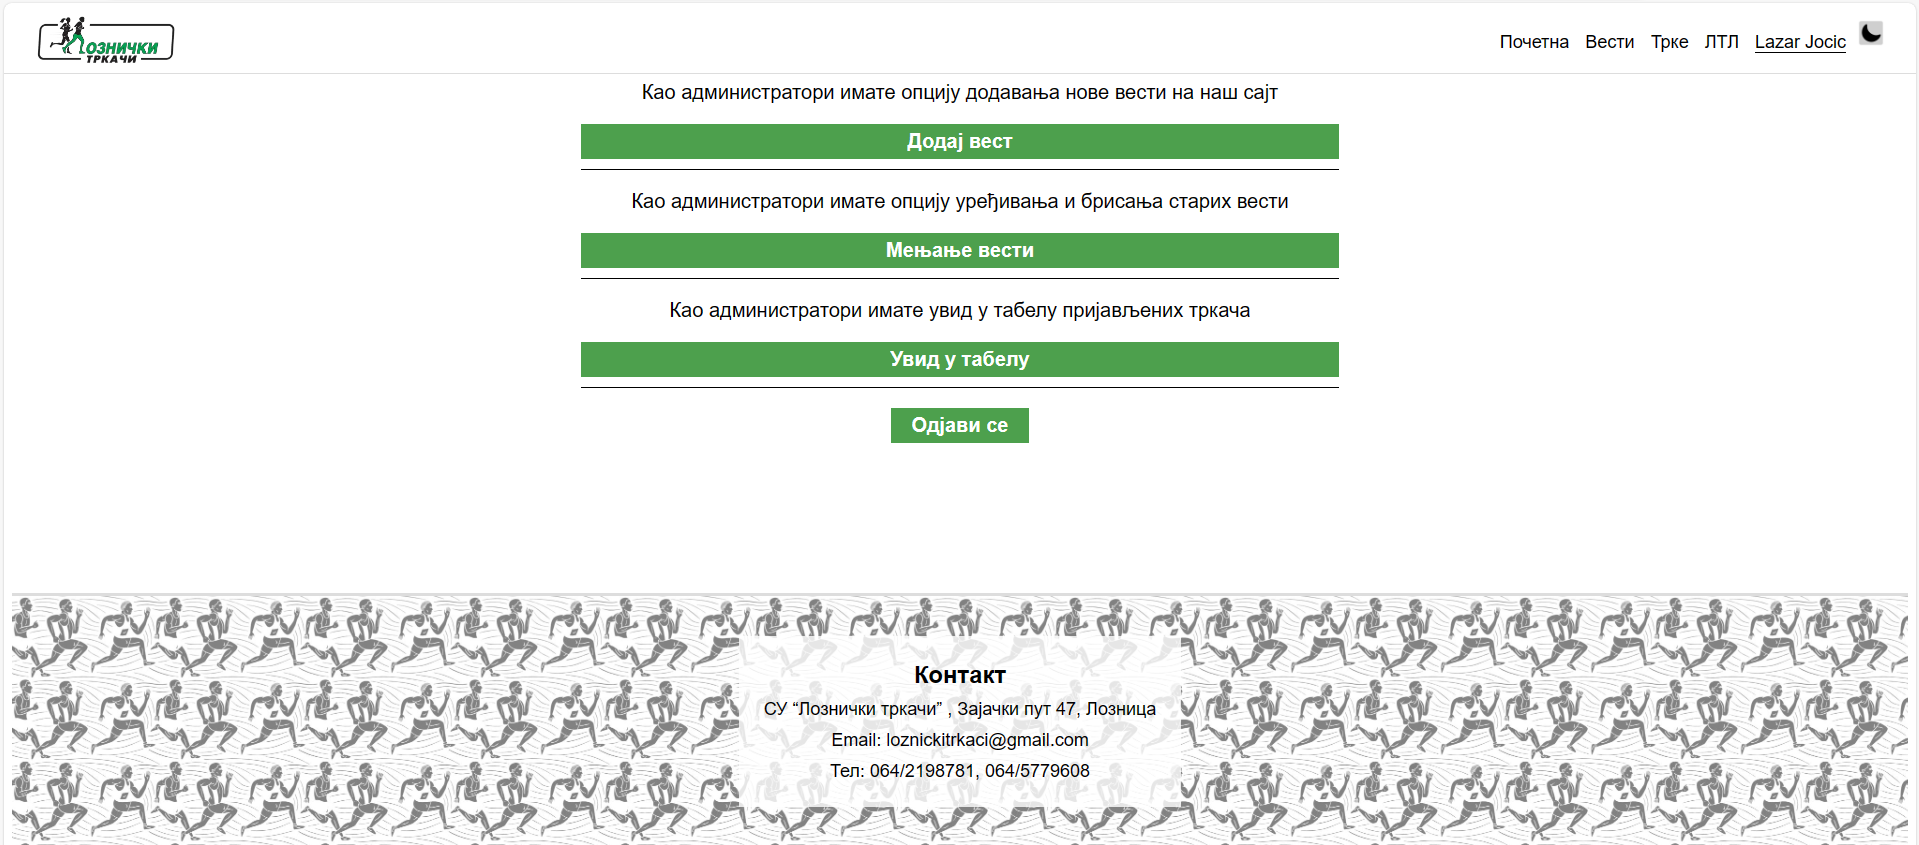 Лознички
ТРКАЧИ
Почетна Вести Трке ЛТЛ Lazar Jocic
Као администратори имате опцију додавања нове вести на наш сајт
Додај вест
Као администратори имате опцију уређивања и брисања старих вести
Мењање вести
Као администратори имате увид у табелу пријављених тркача
Увид у табелу
Одјави се
Контакт
СУ “Лознички тркачи” , Зајачки пут 47, Лозница
Email: loznickitrkaci@gmail.com
Тел: 064/2198781, 064/5779608